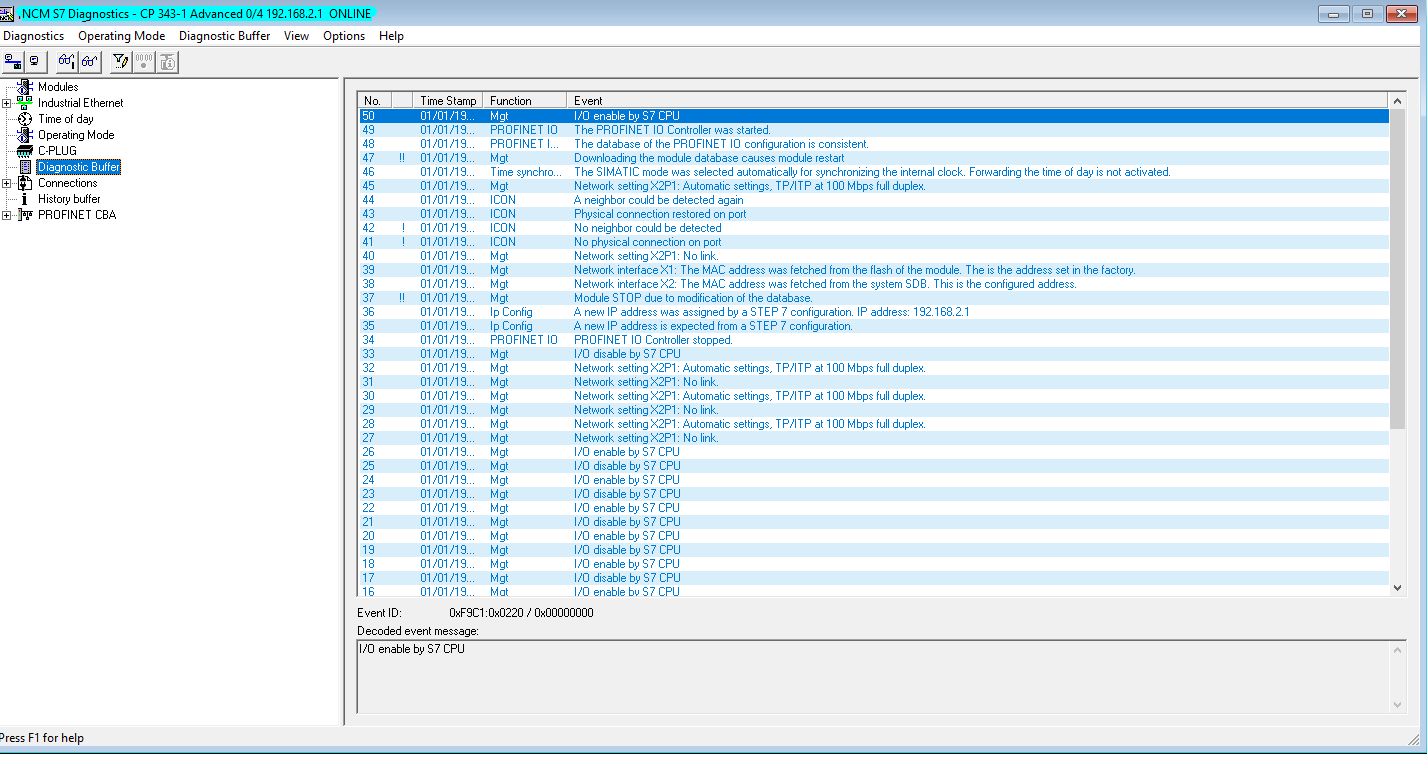 NCM S7 Diagnostics - CP 343-1 Advanced 0/4 192.168.2.1 ONLINE
Diagnostics Operating Mode Diagnostic Buffer View Options Help
Modules
Industrial Ethernet
Time of day
Operating Mode
C-PLUG
Diagnostic Buffer
Connections
History buffer
PROFINET CBA
No. Time Stamp Function Event
50 01/01/19... Mgt I/O enable by S7 CPU
49 01/01/19... PROFINET IO The PROFINET IO Controller was started.
48 01/01/19... PROFINET I... The database of the PROFINET IO configuration is consistent.
47 !! 01/01/19... Mgt Downloading the module database causes module restart
46 01/01/19... Time synchro... The SIMATIC mode was selected automatically for synchronizing the internal clock. Forwarding the time of day is not activated.
45 01/01/19... Mgt Network setting X2P1: Automatic settings, TP/ITP at 100 Mbps full duplex.
44 01/01/19... ICON A neighbor could be detected again
43 01/01/19... ICON Physical connection restored on port
42 ! 01/01/19... ICON No neighbor could be detected
41 ! 01/01/19... ICON No physical connection on port
40 01/01/19... Mgt Network setting X2P1: No link.
39 01/01/19... Mgt Network interface X1: The MAC address was fetched from the flash of the module. The is the address set in the factory.
38 01/01/19... Mgt Network interface X2: The MAC address was fetched from the system SDB. This is the configured address.
37 !! 01/01/19... Mgt Module STOP due to modification of the database.
36 01/01/19... Ip Config A new IP address was assigned by a STEP 7 configuration. IP address: 192.168.2.1
35 01/01/19... Ip Config A new IP address is expected from a STEP 7 configuration.
34 01/01/19... PROFINET IO PROFINET IO Controller stopped.
33 01/01/19... Mgt I/O disable by S7 CPU
32 01/01/19... Mgt Network setting X2P1: Automatic settings, TP/ITP at 100 Mbps full duplex.
31 01/01/19... Mgt Network setting X2P1: No link.
30 01/01/19... Mgt Network setting X2P1: Automatic settings, TP/ITP at 100 Mbps full duplex.
29 01/01/19... Mgt Network setting X2P1: No link.
28 01/01/19... Mgt Network setting X2P1: Automatic settings, TP/ITP at 100 Mbps full duplex.
27 01/01/19... Mgt Network setting X2P1: No link.
26 01/01/19... Mgt I/O enable by S7 CPU
25 01/01/19... Mgt I/O disable by S7 CPU
24 01/01/19... Mgt I/O enable by S7 CPU
23 01/01/19... Mgt I/O disable by S7 CPU
22 01/01/19... Mgt I/O enable by S7 CPU
21 01/01/19... Mgt I/O disable by S7 CPU
20 01/01/19... Mgt I/O enable by S7 CPU
19 01/01/19... Mgt I/O disable by S7 CPU
18 01/01/19... Mgt I/O enable by S7 CPU
17 01/01/19... Mgt I/O disable by S7 CPU
16 01/01/19... Mgt I/O enable by S7 CPU
Event ID: 0xF9C1:0x0220 / 0x00000000
Decoded event message:
I/O enable by S7 CPU
Press F1 for help